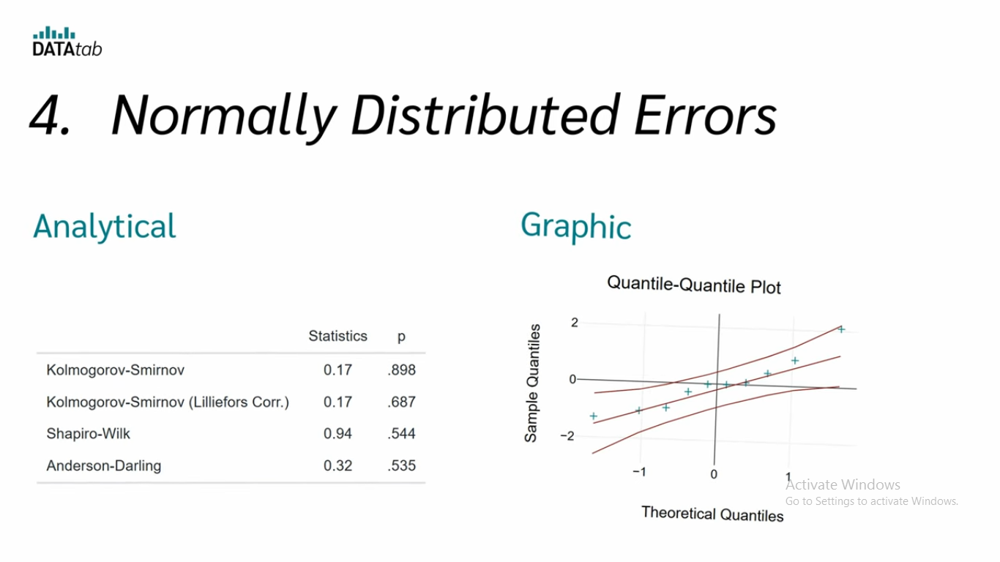 DATAtab
4. Normally Distributed Errors
Analytical
Graphic
Statistics p
Kolmogorov-Smirnov 0.17 .898
Kolmogorov-Smirnov (Lilliefors Corr.) 0.17 .687
Shapiro-Wilk 0.94 .544
Anderson-Darling 0.32 .535
Quantile-Quantile Plot
Sample Quantiles
2
0
−2
−1 0 1
Theoretical Quantiles
Activate Windows
Go to Settings to activate Windows.